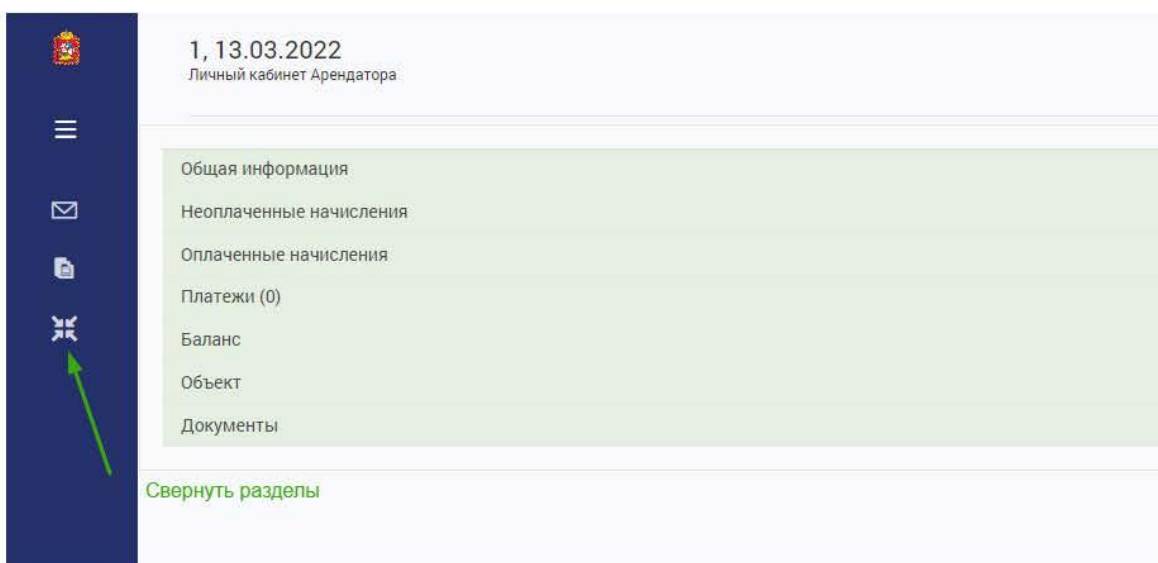 1, 13.03.2022
Личный кабинет Арендатора
Общая информация
Неоплаченные начисления
Оплаченные начисления
Платежи (0)
Баланс
Объект
Документы
Свернуть разделы